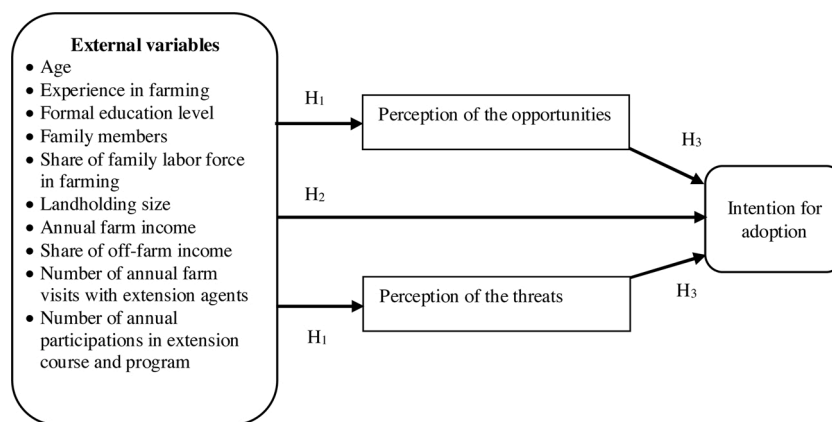 External variables
• Age
• Experience in farming
• Formal education level
• Family members
• Share of family labor force
in farming
• Landholding size
• Annual farm income
• Share of off-farm income
• Number of annual farm
visits with extension agents
• Number of annual
participations in extension
course and program
H₁
Perception of the opportunities
H₃
H₂
Intention for
adoption
Perception of the threats
H₃
H₁